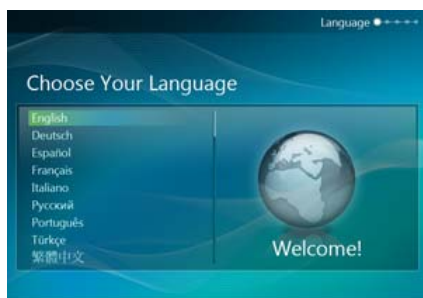 Language
Choose Your Language
English
Deutsch
Español
Français
Italiano
Русский
Português
Türkçe
繁體中文
Welcome!